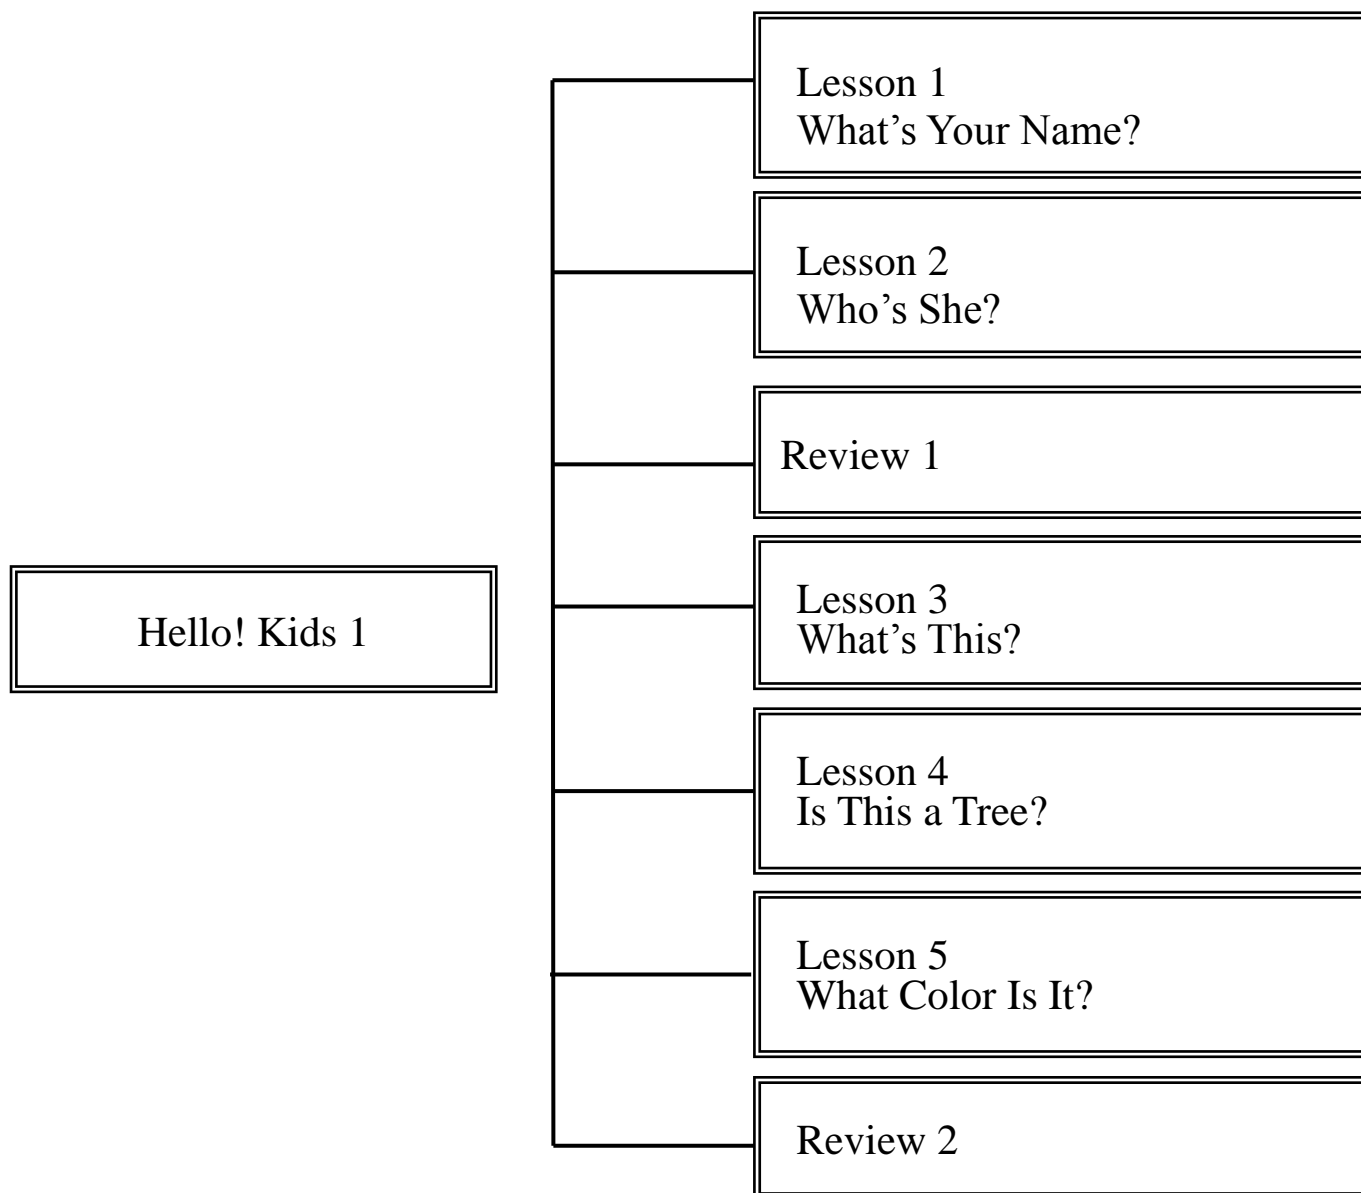 Hello! Kids 1
Lesson 1
What’s Your Name?
Lesson 2
Who’s She?
Review 1
Lesson 3
What’s This?
Lesson 4
Is This a Tree?
Lesson 5
What Color Is It?
Review 2